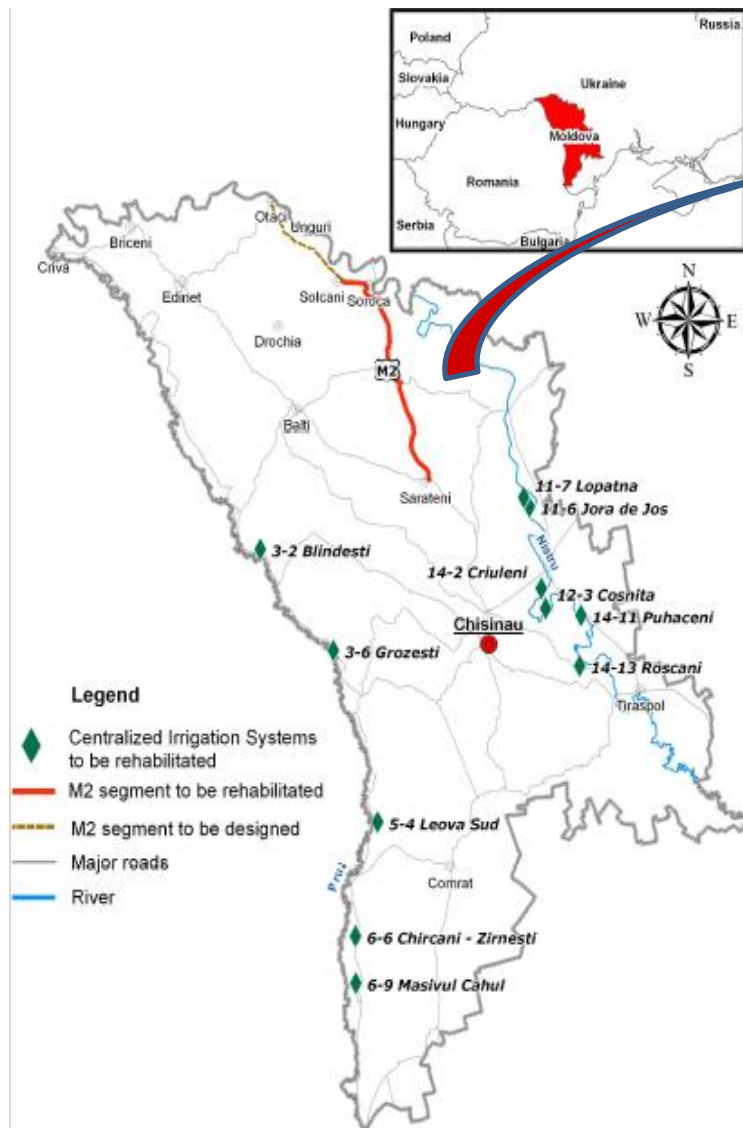 Poland
Russia
Slovakia
Ukraine
Hungary
Moldova
Romania
Serbia
Bulgaria
N
W E
S
Otaci
Unguri
Briceni
Criva
Edinet
Solcani
Soroca
Drochia
M2
Balti
Sarateni
11-7 Lopatna
11-6 Jora de Jos
Nistru
3-2 Blindesti
14-2 Criuleni
12-3 Cosnita
14-11 Puhaceni
Chisinau
3-6 Grozesti
14-13 Roscani
Tiraspol
Legend
Centralized Irrigation Systems
to be rehabilitated
M2 segment to be rehabilitated
M2 segment to be designed
Major roads
River
5-4 Leova Sud
Prut
Comrat
6-6 Chircani - Zirnesti
6-9 Masivul Cahul